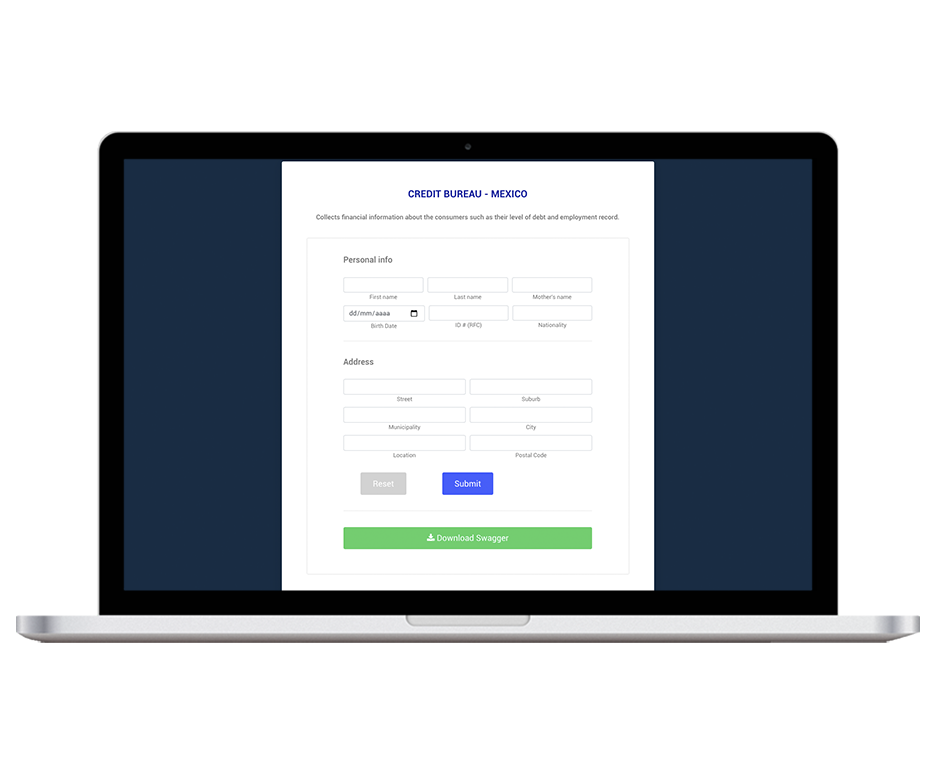 CREDIT BUREAU - MEXICO
Collects financial information about the consumers such as their level of debt and employment record.
Personal info
First name Last name Mother's name
dd/mm/aaaa
Birth Date ID # (RFC) Nationality
Address
Street Suburb
Municipality City
Location Postal Code
Reset Submit
Download Swagger